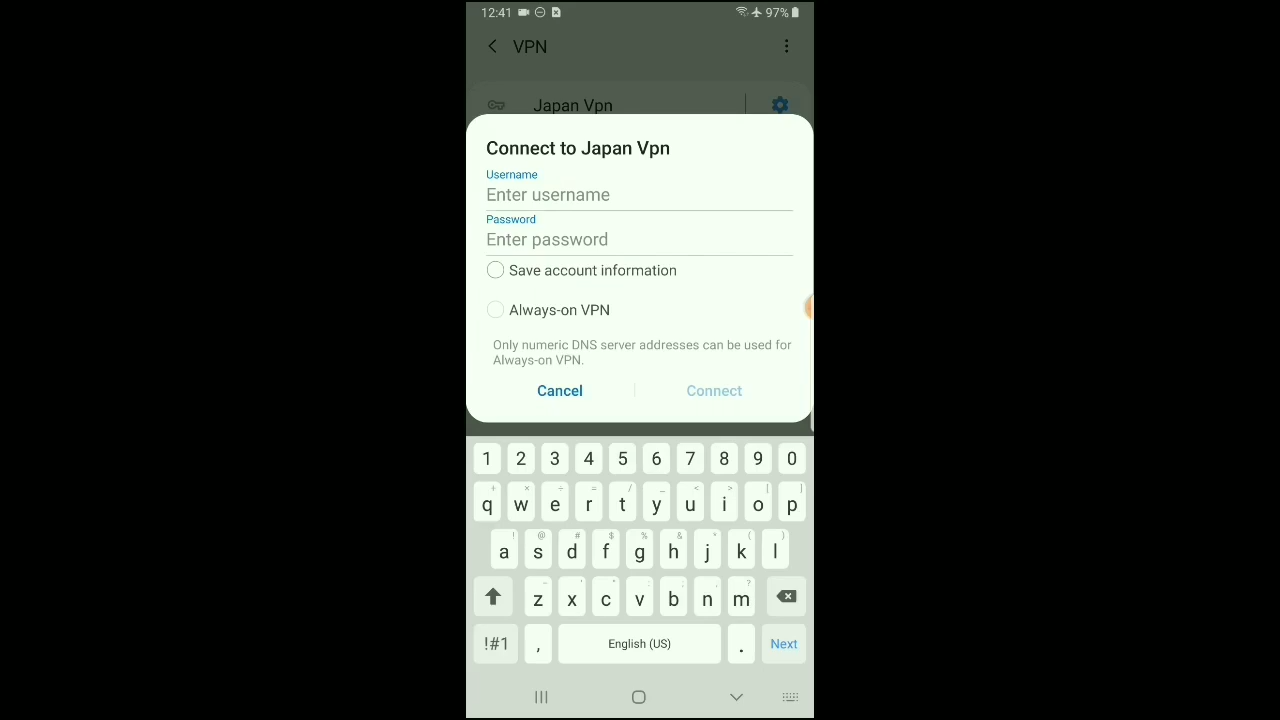 12:41 97%
VPN
Japan Vpn
Connect to Japan Vpn
Username
Enter username
Password
Enter password
Save account information
Always-on VPN
Only numeric DNS server addresses can be used for
Always-on VPN.
Cancel Connect
1 2 3 4 5 6 7 8 9 0
q w e r t y u i o p
a s d f g h j k l
z x c v b n m
!#1 , English (US) . Next